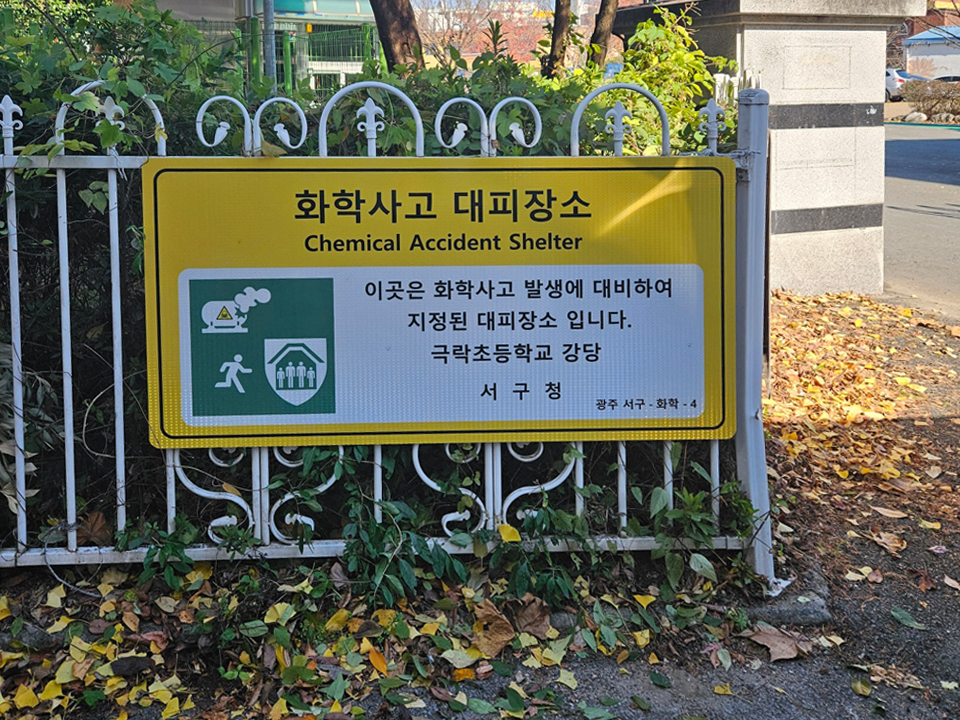 화학사고 대피장소
Chemical Accident Shelter
이곳은 화학사고 발생에 대비하여
지정된 대피장소 입니다.
극락초등학교 강당
서 구 청
광주 서구 - 화학 - 4